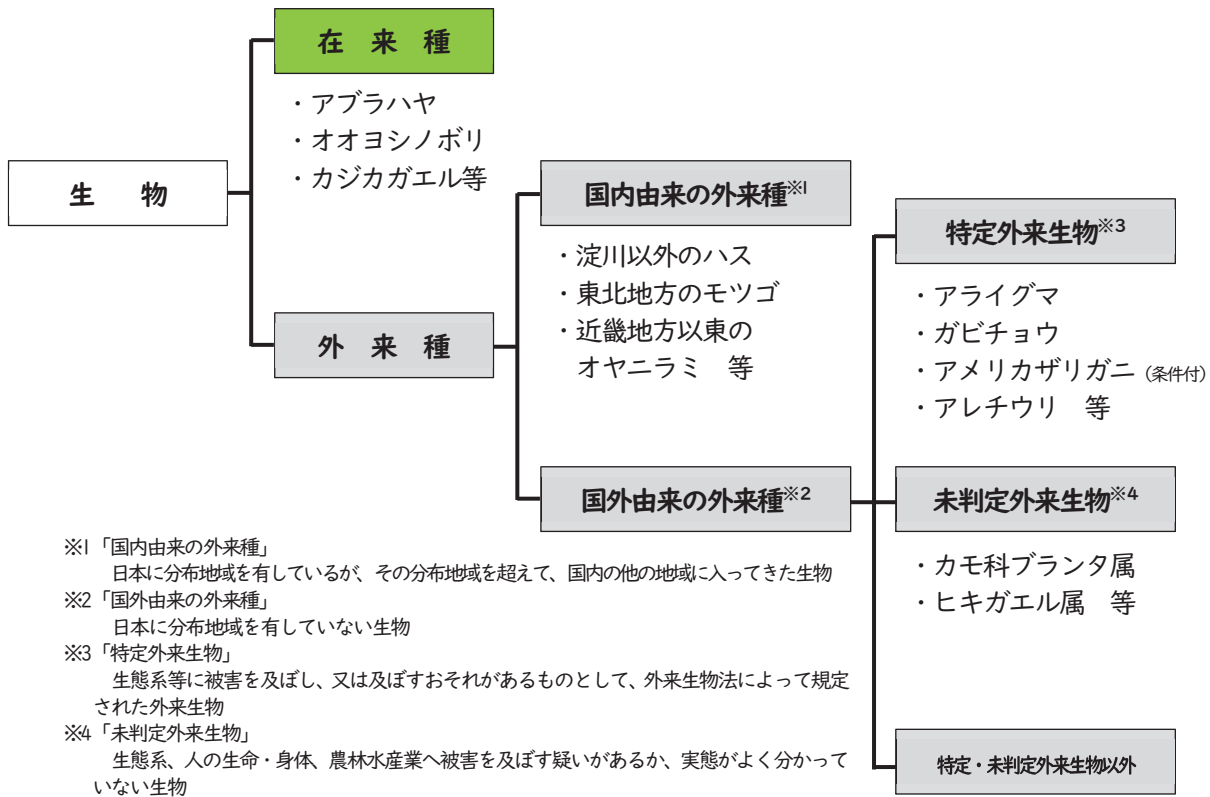 生　物
在　来　種
・アブラハヤ
・オオヨシノボリ
・カジカガエル等
外　来　種
国内由来の外来種※1
・淀川以外のハス
・東北地方のモツゴ
・近畿地方以東の
オヤニラミ　等
国外由来の外来種※2
特定外来生物※3
・アライグマ
・ガビチョウ
・アメリカザリガニ（条件付）
・アレチウリ　等
未判定外来生物※4
・カモ科ブランタ属
・ヒキガエル属　等
特定・未判定外来生物以外
※1「国内由来の外来種」
日本に分布地域を有しているが、その分布地域を超えて、国内の他の地域に入ってきた生物
※2「国外由来の外来種」
日本に分布地域を有していない生物
※3「特定外来生物」
生態系等に被害を及ぼし、又は及ぼすおそれがあるものとして、外来生物法によって規定
された外来生物
※4「未判定外来生物」
生態系、人の生命・身体、農林水産業へ被害を及ぼす疑いがあるか、実態がよく分かって
いない生物